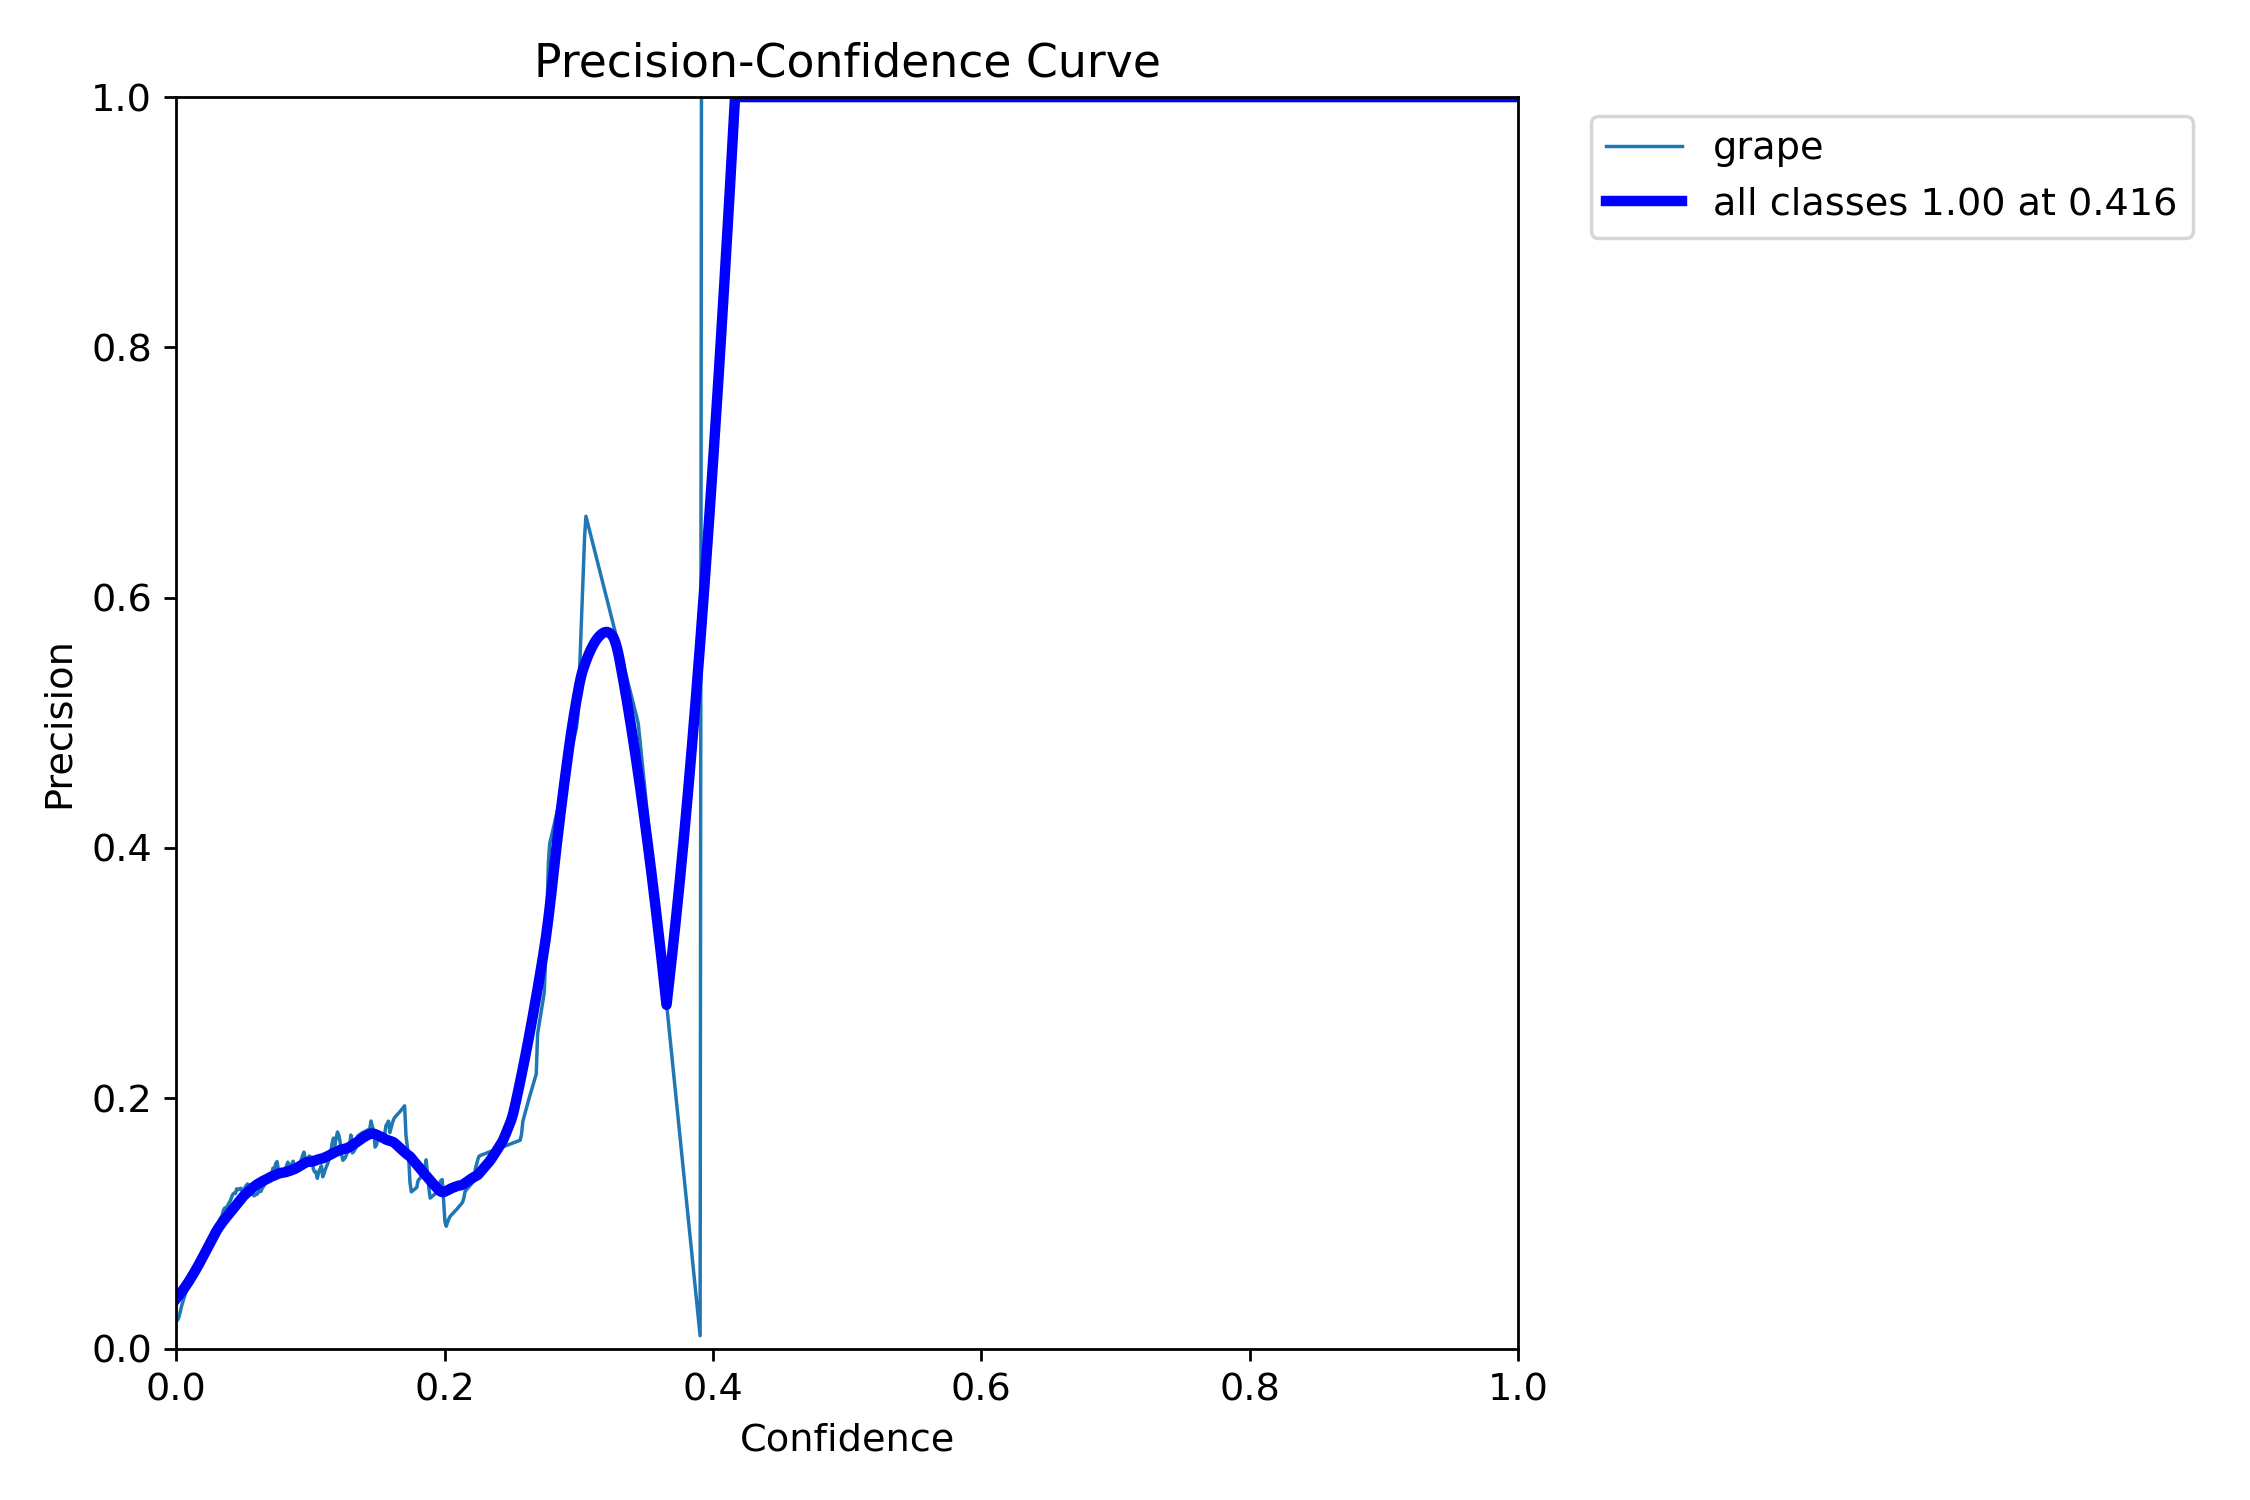 Precision-Confidence Curve
1.0
0.8
0.6
0.4
0.2
0.0
Precision
0.0 0.2 0.4 0.6 0.8 1.0
Confidence
grape
all classes 1.00 at 0.416